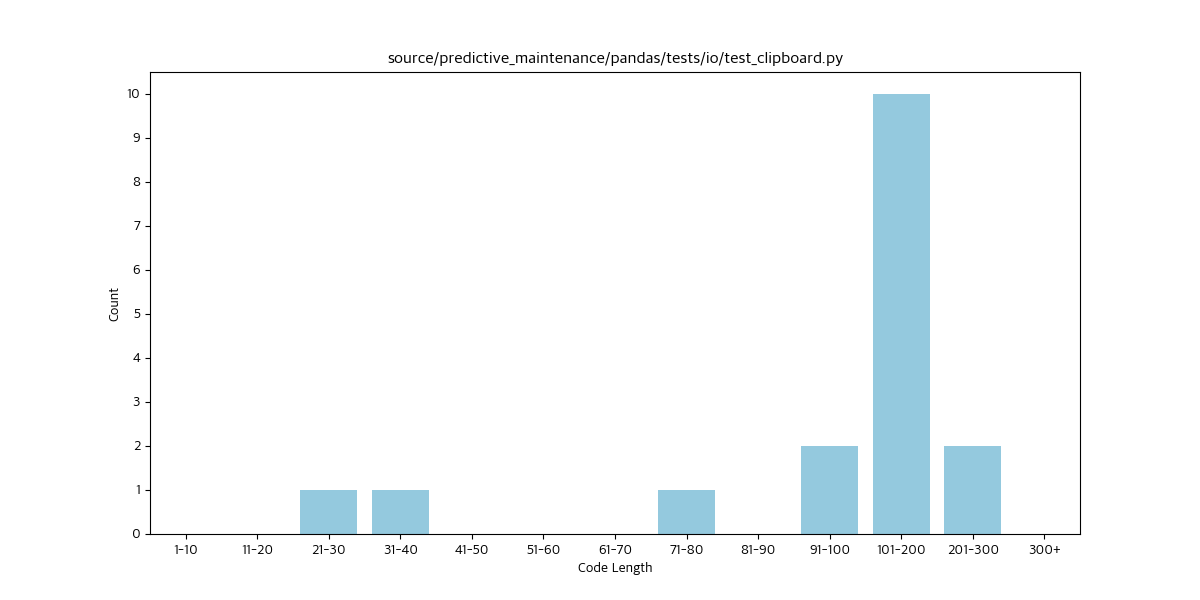 source/predictive_maintenance/pandas/tests/io/test_clipboard.py
10
9
8
7
6
5
4
3
2
1
0
Count
1-10 11-20 21-30 31-40 41-50 51-60 61-70 71-80 81-90 91-100 101-200 201-300 300+
Code Length